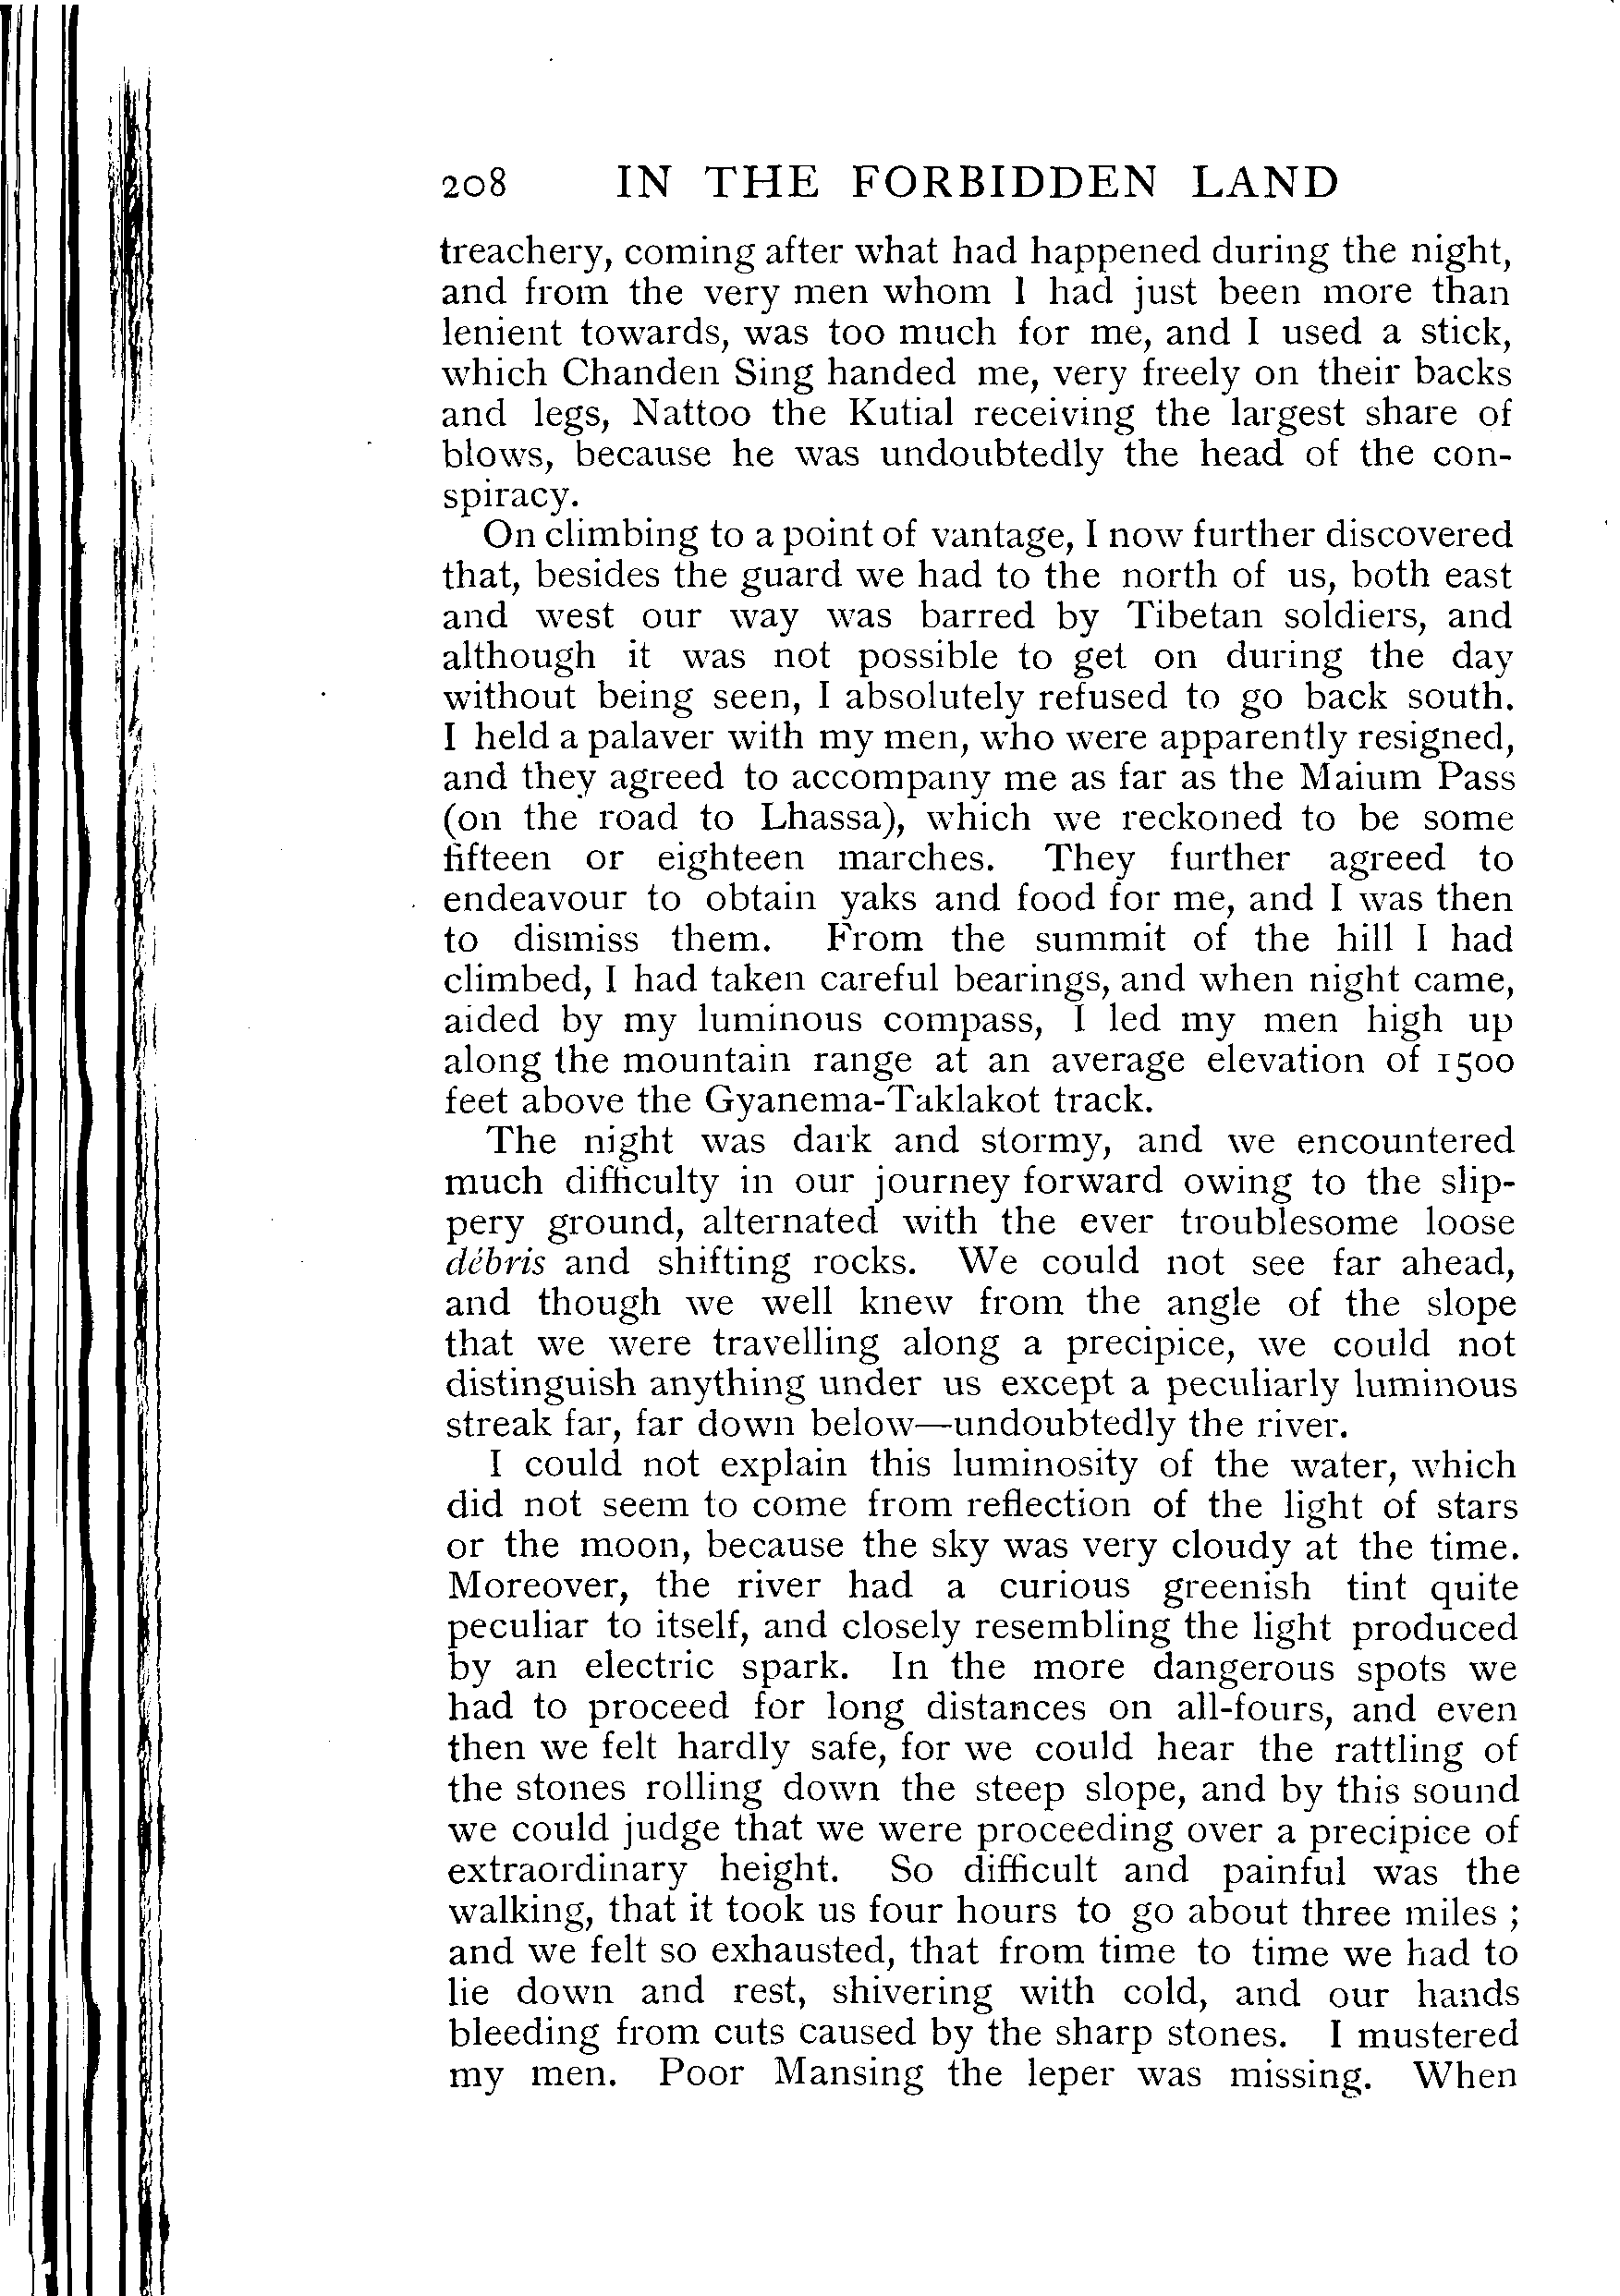 208 IN THE FORBIDDEN LAND
treachery, coming after what had happened during the night,
and from the very men whom I had just been more than
lenient towards, was too much for me, and I used a stick,
which Chanden Sing handed me, very freely on their backs
and legs, Nattoo the Kutial receiving the largest share of
blows, because he was undoubtedly the head of the con-
spiracy.
On climbing to a point of vantage, I now further discovered
that, besides the guard we had to the north of us, both east
and west our way was barred by Tibetan soldiers, and
although it was not possible to get on during the day
without being seen, I absolutely refused to go back south.
I held a palaver with my men, who were apparently resigned,
and they agreed to accompany me as far as the Maium Pass
(on the road to Lhassa), which we reckoned to be some
fifteen or eighteen marches. They further agreed to
endeavour to obtain yaks and food for me, and I was then
to dismiss them. From the summit of the hill I had
climbed, I had taken careful bearings, and when night came,
aided by my luminous compass, I led my men high up
along the mountain range at an average elevation of 1500
feet above the Gyanema-Taklakot track.
The night was dark and stormy, and we encountered
much difficulty in our journey forward owing to the slip-
pery ground, alternated with the ever troublesome loose
débris and shifting rocks. We could not see far ahead,
and though we well knew from the angle of the slope
that we were travelling along a precipice, we could not
distinguish anything under us except a peculiarly luminous
streak far, far down below—undoubtedly the river.
I could not explain this luminosity of the water, which
did not seem to come from reflection of the light of stars
or the moon, because the sky was very cloudy at the time.
Moreover, the river had a curious greenish tint quite
peculiar to itself, and closely resembling the light produced
by an electric spark. In the more dangerous spots we
had to proceed for long distances on all-fours, and even
then we felt hardly safe, for we could hear the rattling of
the stones rolling down the steep slope, and by this sound
we could judge that we were proceeding over a precipice of
extraordinary height. So difficult and painful was the
walking, that it took us four hours to go about three miles ;
and we felt so exhausted, that from time to time we had to
lie down and rest, shivering with cold, and our hands
bleeding from cuts caused by the sharp stones. I mustered
my men. Poor Mansing the leper was missing. When